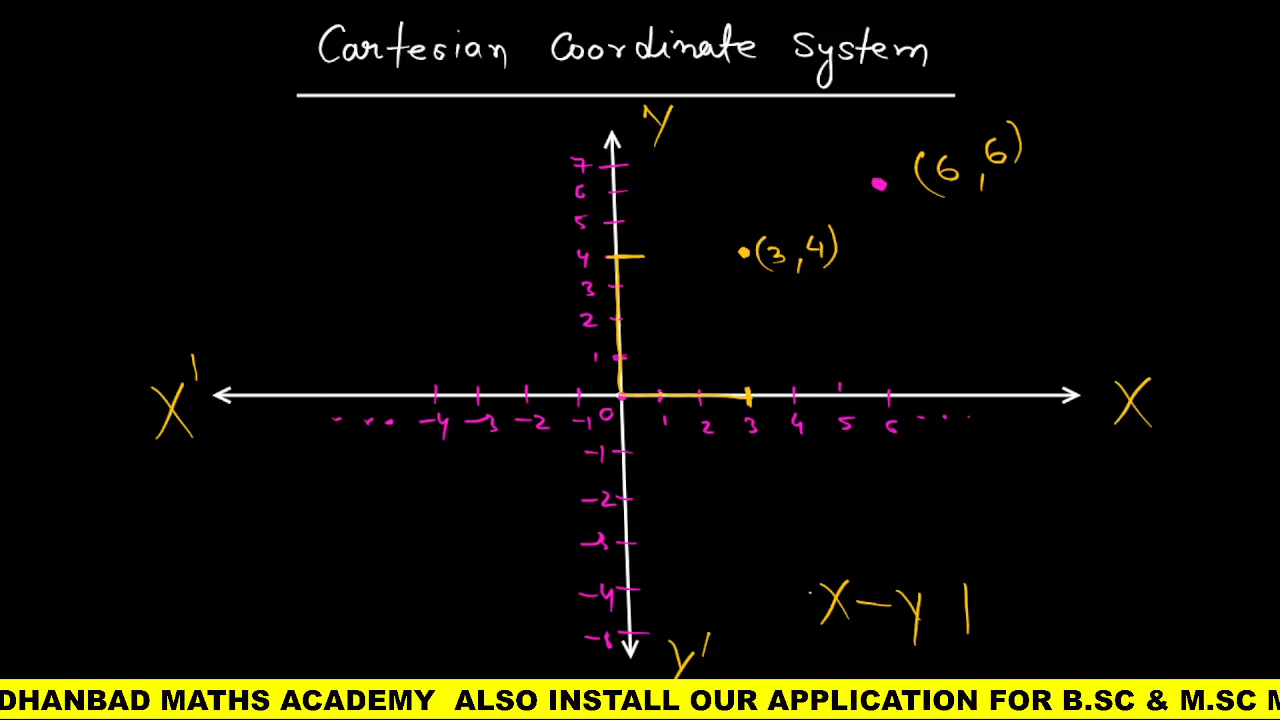 Cartesian Coordinate System
Y
7
6
5
4
3
2
1
(6, 6)
(3, 4)
X'
X
-4 -3 -2 -1 0 1 2 3 4 5 6
-1
-2
-3
-4
Y'
X-Y
DHANBAD MATHS ACADEMY ALSO INSTALL OUR APPLICATION FOR B.SC & M.SC M